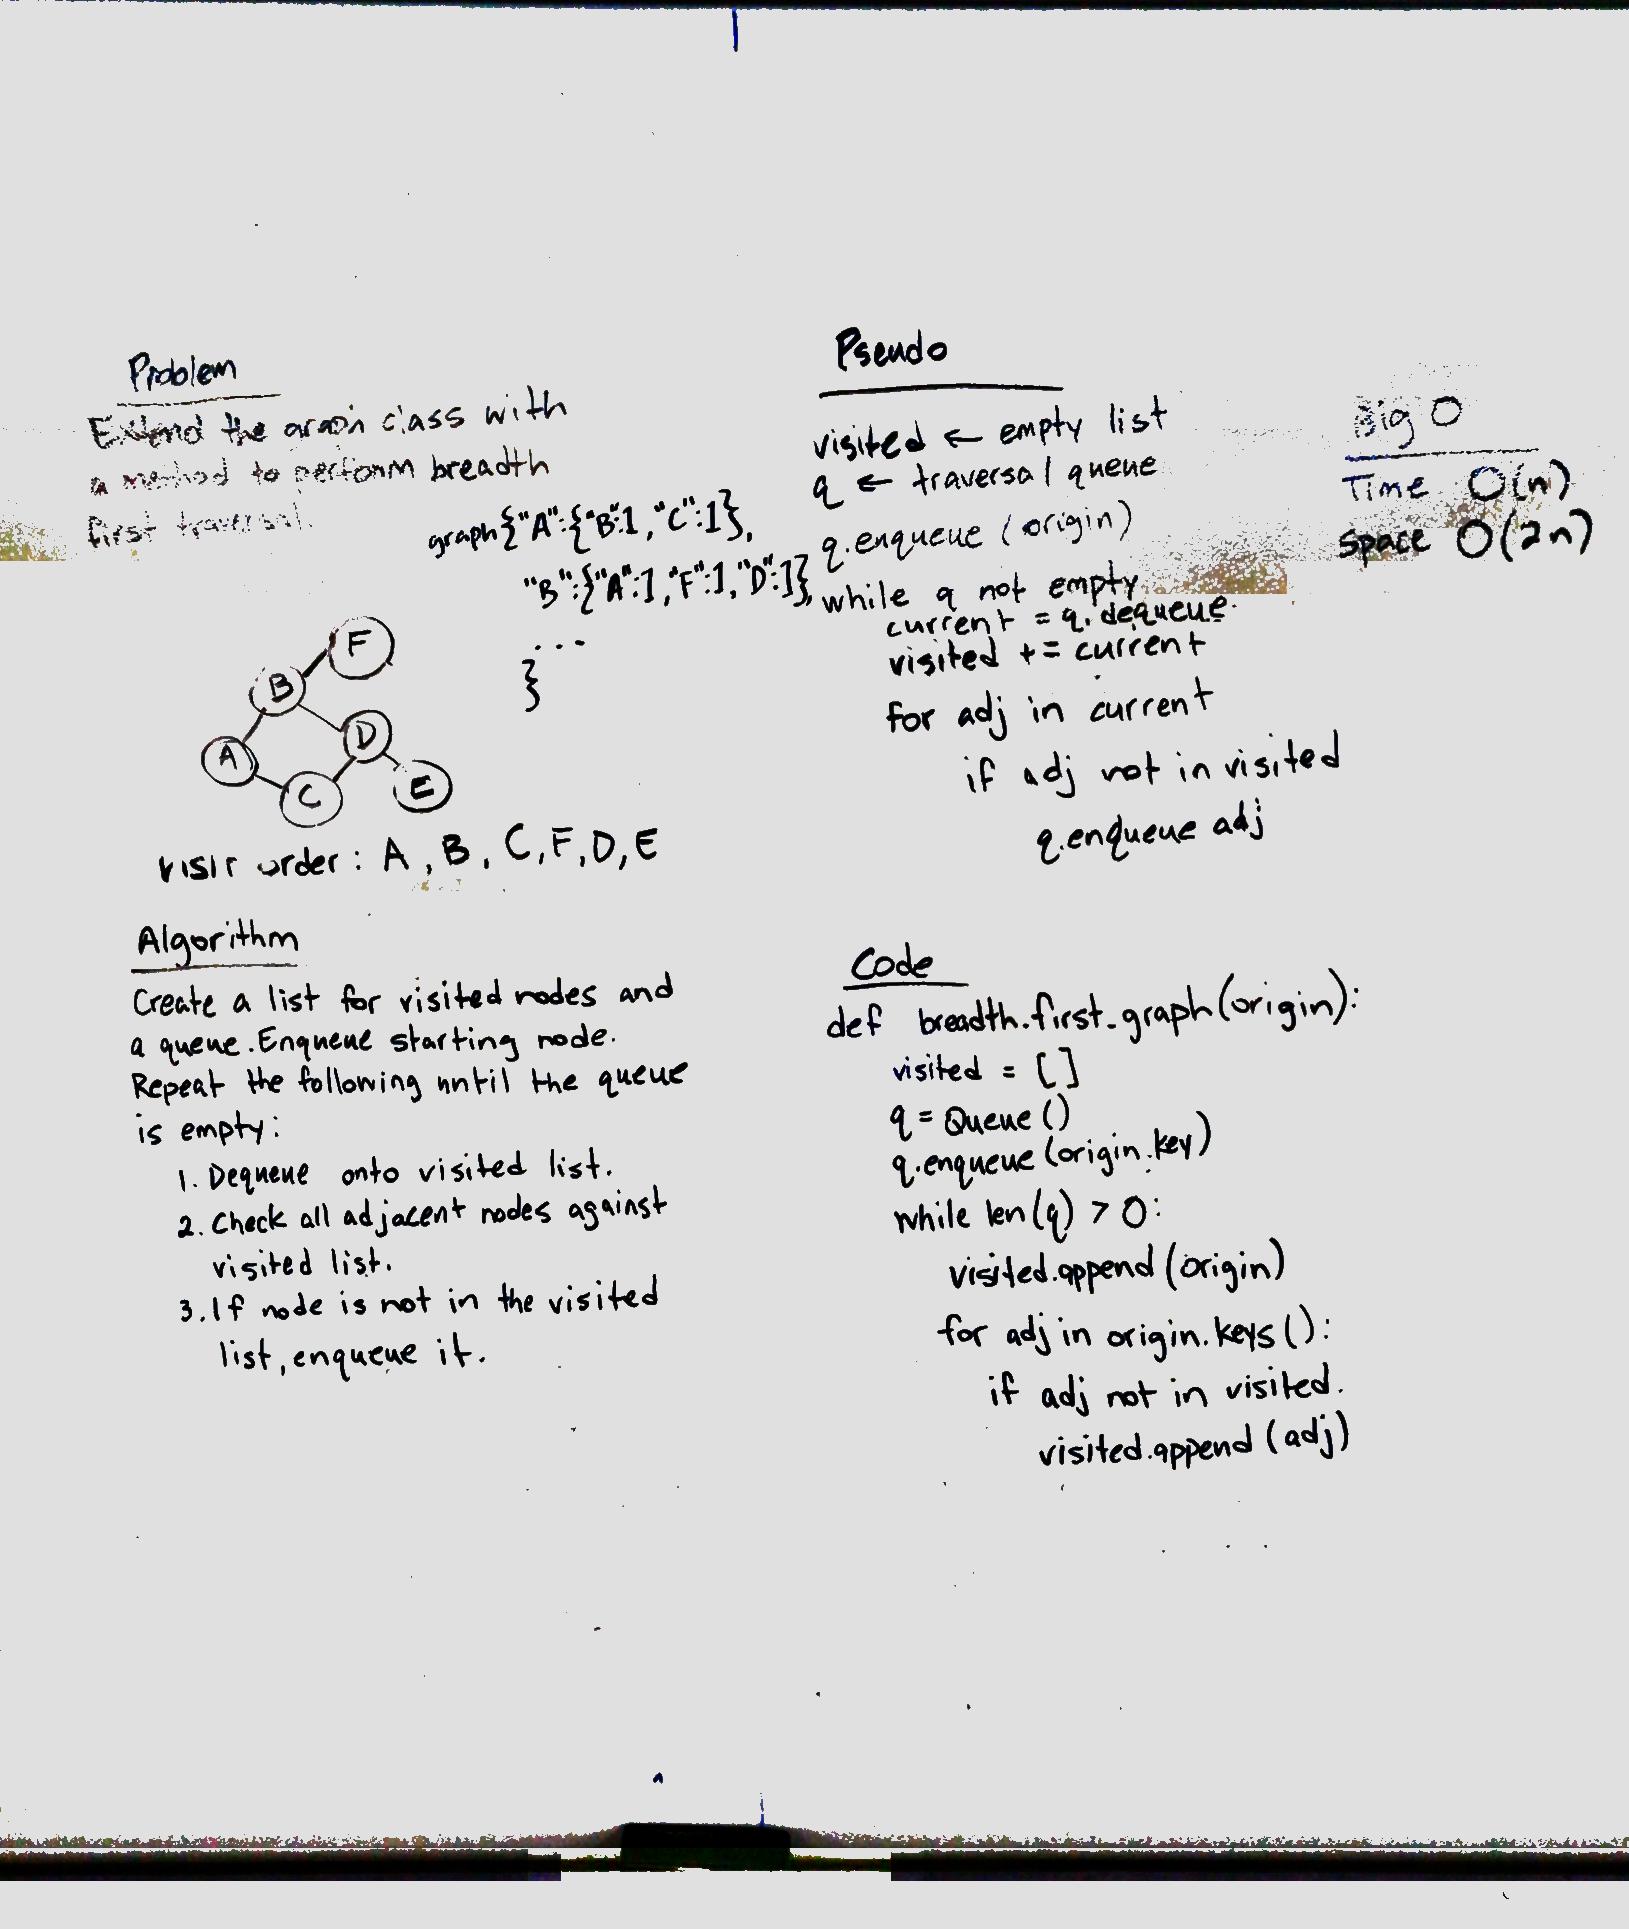 Problem
Extend the graph class with
a method to perform breadth
first traversal.
graph{"A":{"B":1,"C":1},
"B":{"A":1,"F":1,"D":1},
...
}
F
B
D
A
E
C
visit order: A, B, C, F, D, E
Algorithm
Create a list for visited nodes and
a queue. Enqueue starting node.
Repeat the following until the queue
is empty:
1. Dequeue onto visited list.
2. Check all adjacent nodes against
visited list.
3. If node is not in the visited
list, enqueue it.
Pseudo
visited ← empty list
q ← traversal queue
q.enqueue (origin)
while q not empty
current = q.dequeue
visited += current
for adj in current
if adj not in visited
q.enqueue adj
Big O
Time O(n)
Space O(2n)
Code
def breadth.first-graph(origin):
visited = []
q = Queue()
q.enqueue(origin.key)
while len(q) > 0:
visited.append(origin)
for adj in origin.keys():
if adj not in visited.
visited.append(adj)